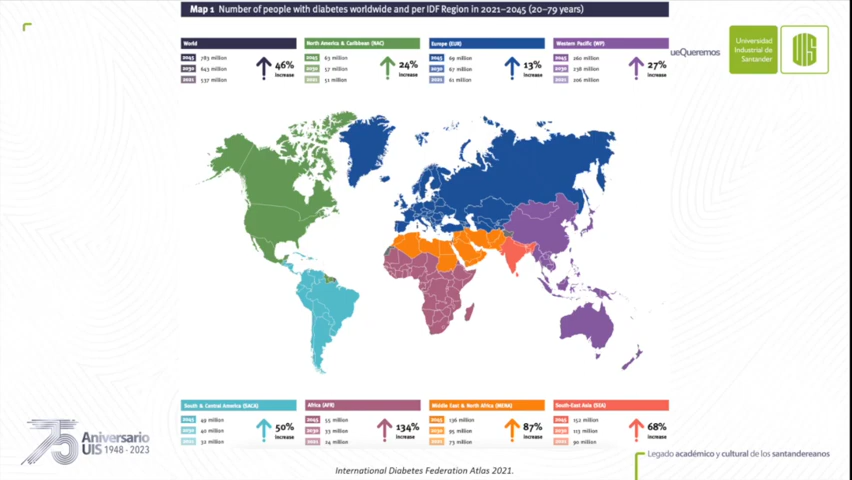 Map 1 Number of people with diabetes worldwide and per IDF Region in 2021–2045 (20–79 years)
World
2045 783 million
2030 643 million
2021 537 million
46%
increase
North America & Caribbean (NAC)
2045 63 million
2030 57 million
2021 51 million
24%
increase
Europe (EUR)
2045 69 million
2030 67 million
2021 61 million
13%
increase
Western Pacific (WP)
2045 260 million
2030 238 million
2021 206 million
27%
increase
ueQueremos
Universidad
Industrial de
Santander
UIS
South & Central America (SACA)
2045 49 million
2030 40 million
2021 32 million
50%
increase
Africa (AFR)
2045 55 million
2030 33 million
2021 24 million
134%
increase
Middle East & North Africa (MENA)
2045 136 million
2030 95 million
2021 73 million
87%
increase
South-East Asia (SEA)
2045 152 million
2030 113 million
2021 90 million
68%
increase
75 Aniversario
UIS 1948 - 2023
Legado académico y cultural de los santandereanos
International Diabetes Federation Atlas 2021.